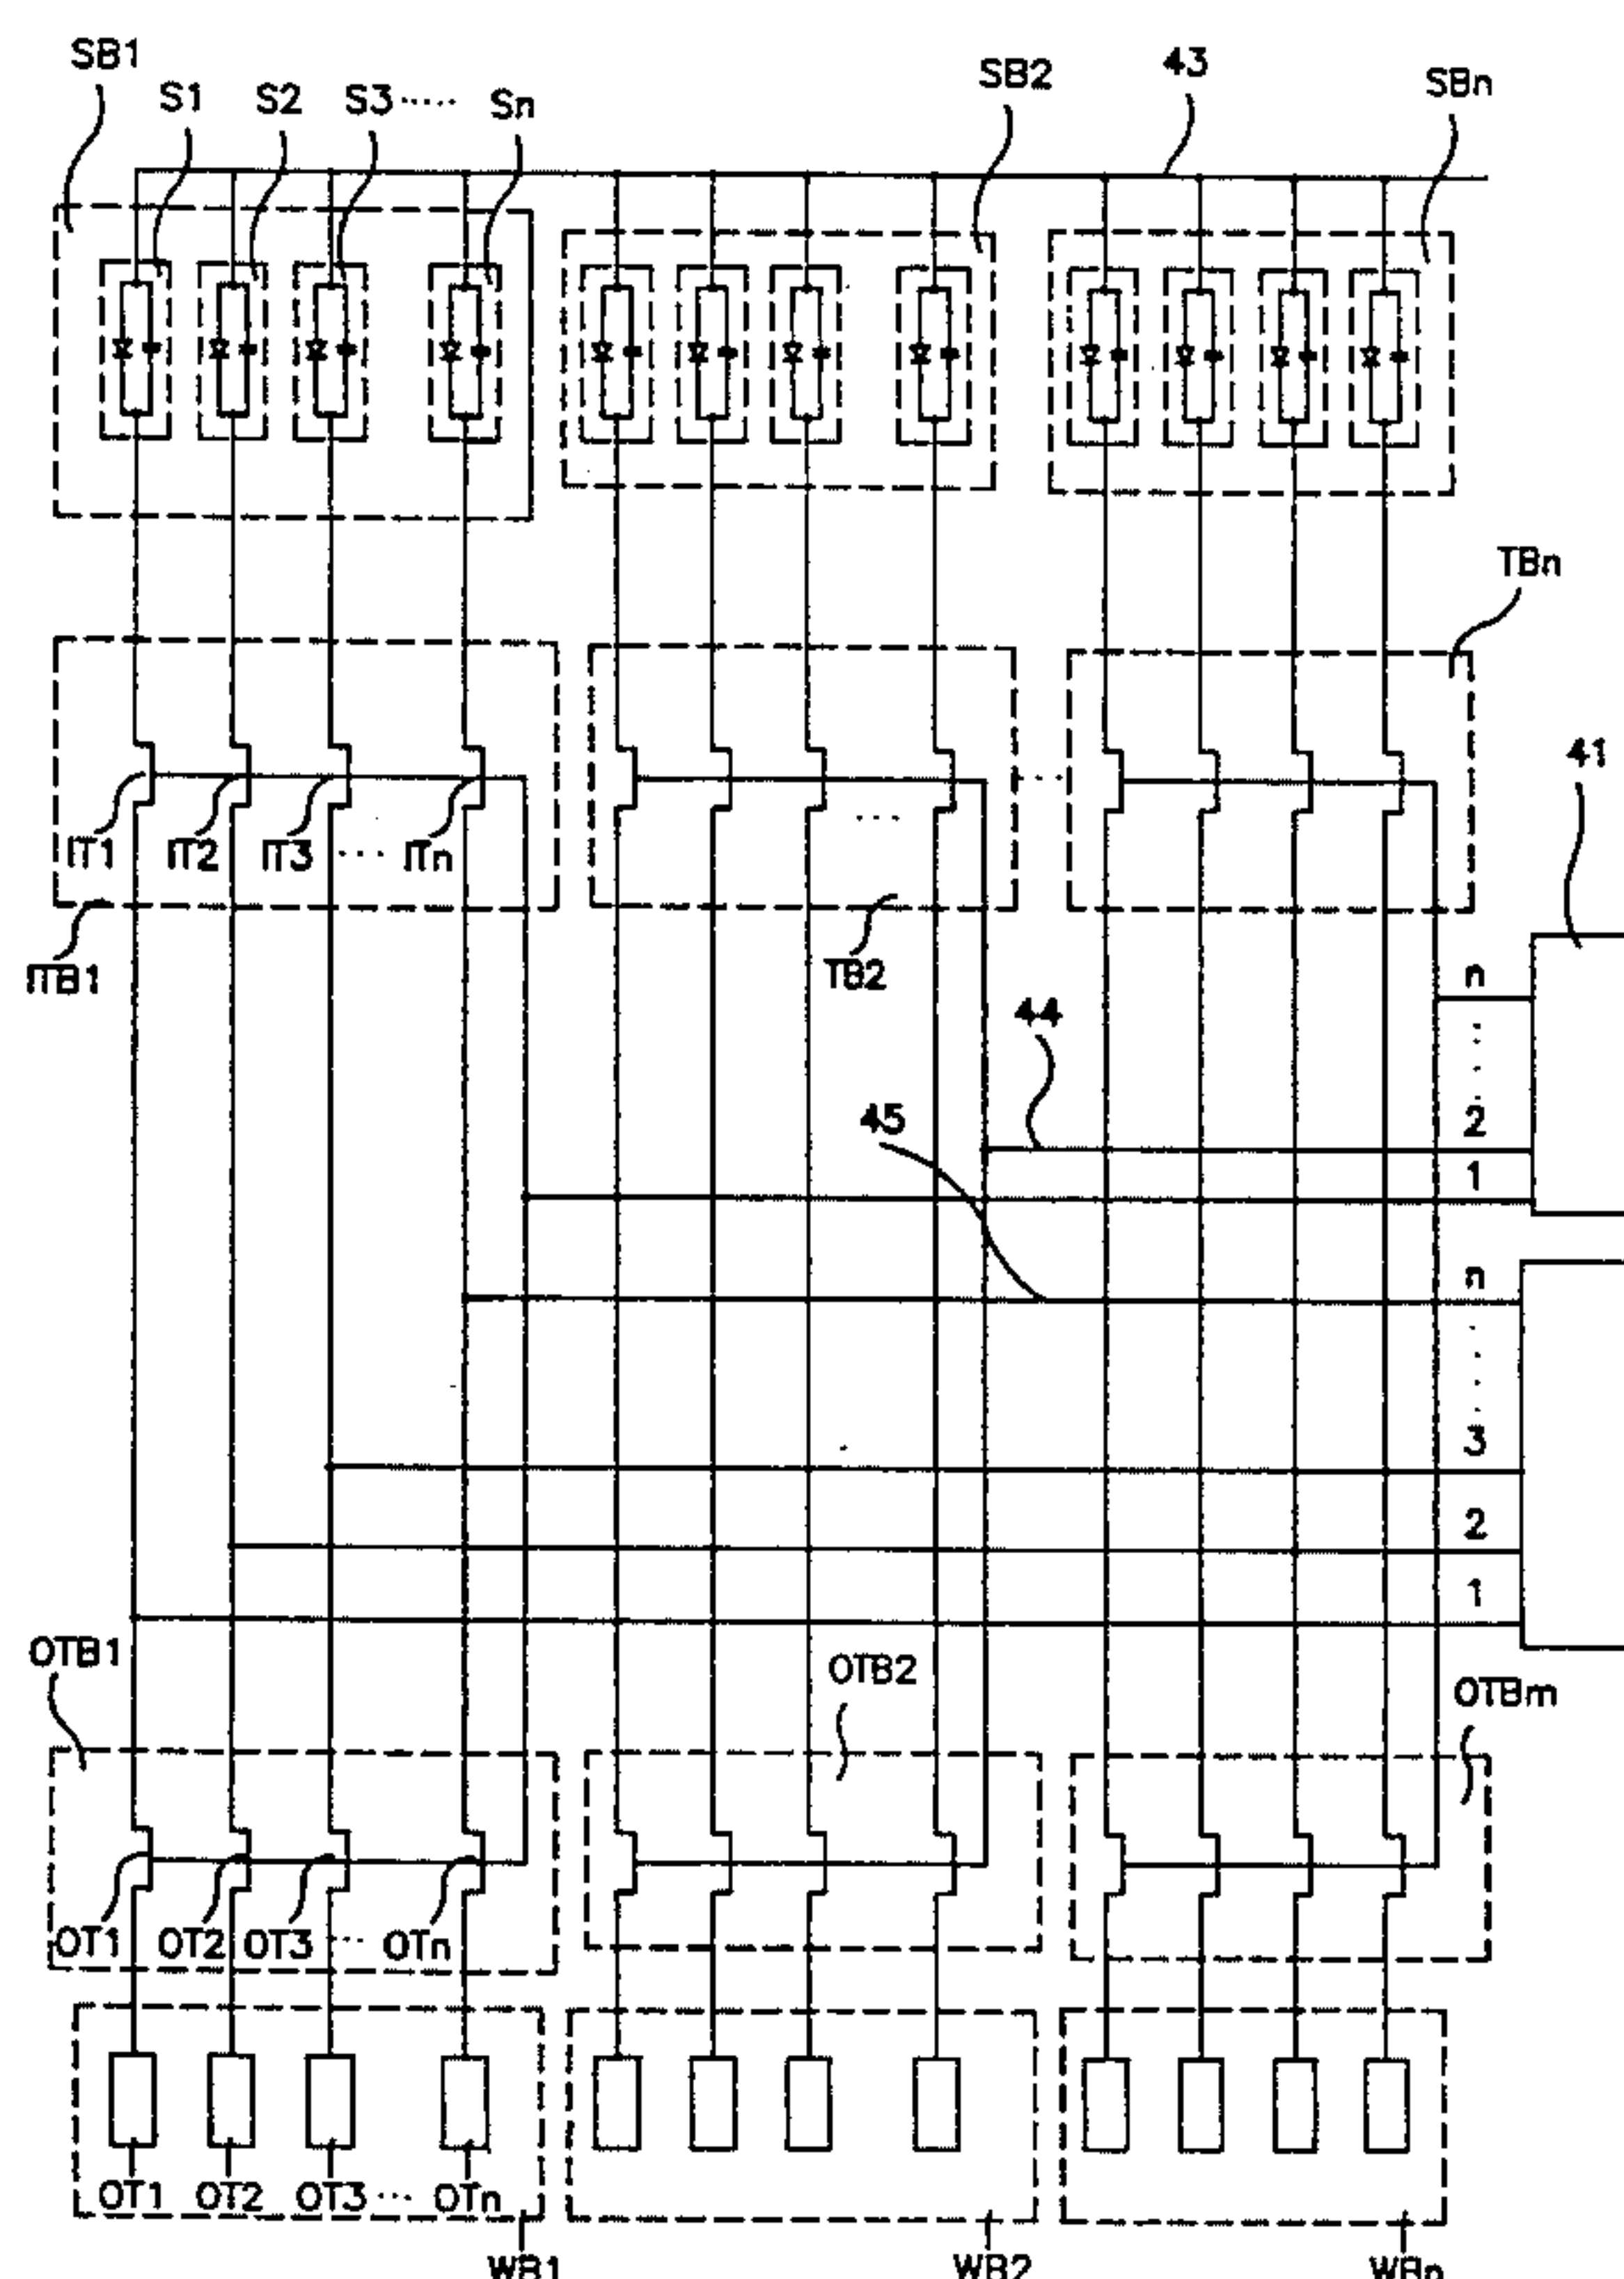 SB1
S1 S2 S3 ····· Sn
SB2
43
SBn
TBn
41
IT1 IT2 IT3 ···· ITn
····
···
ITB1
TB2
n
2
1
44
45
n
3
2
1
OTB1
OTB2
OTBm
OT1 OT2 OT3 ··· OTn
OT1 OT2 OT3 ··· OTn
WB1
WB2
WBn